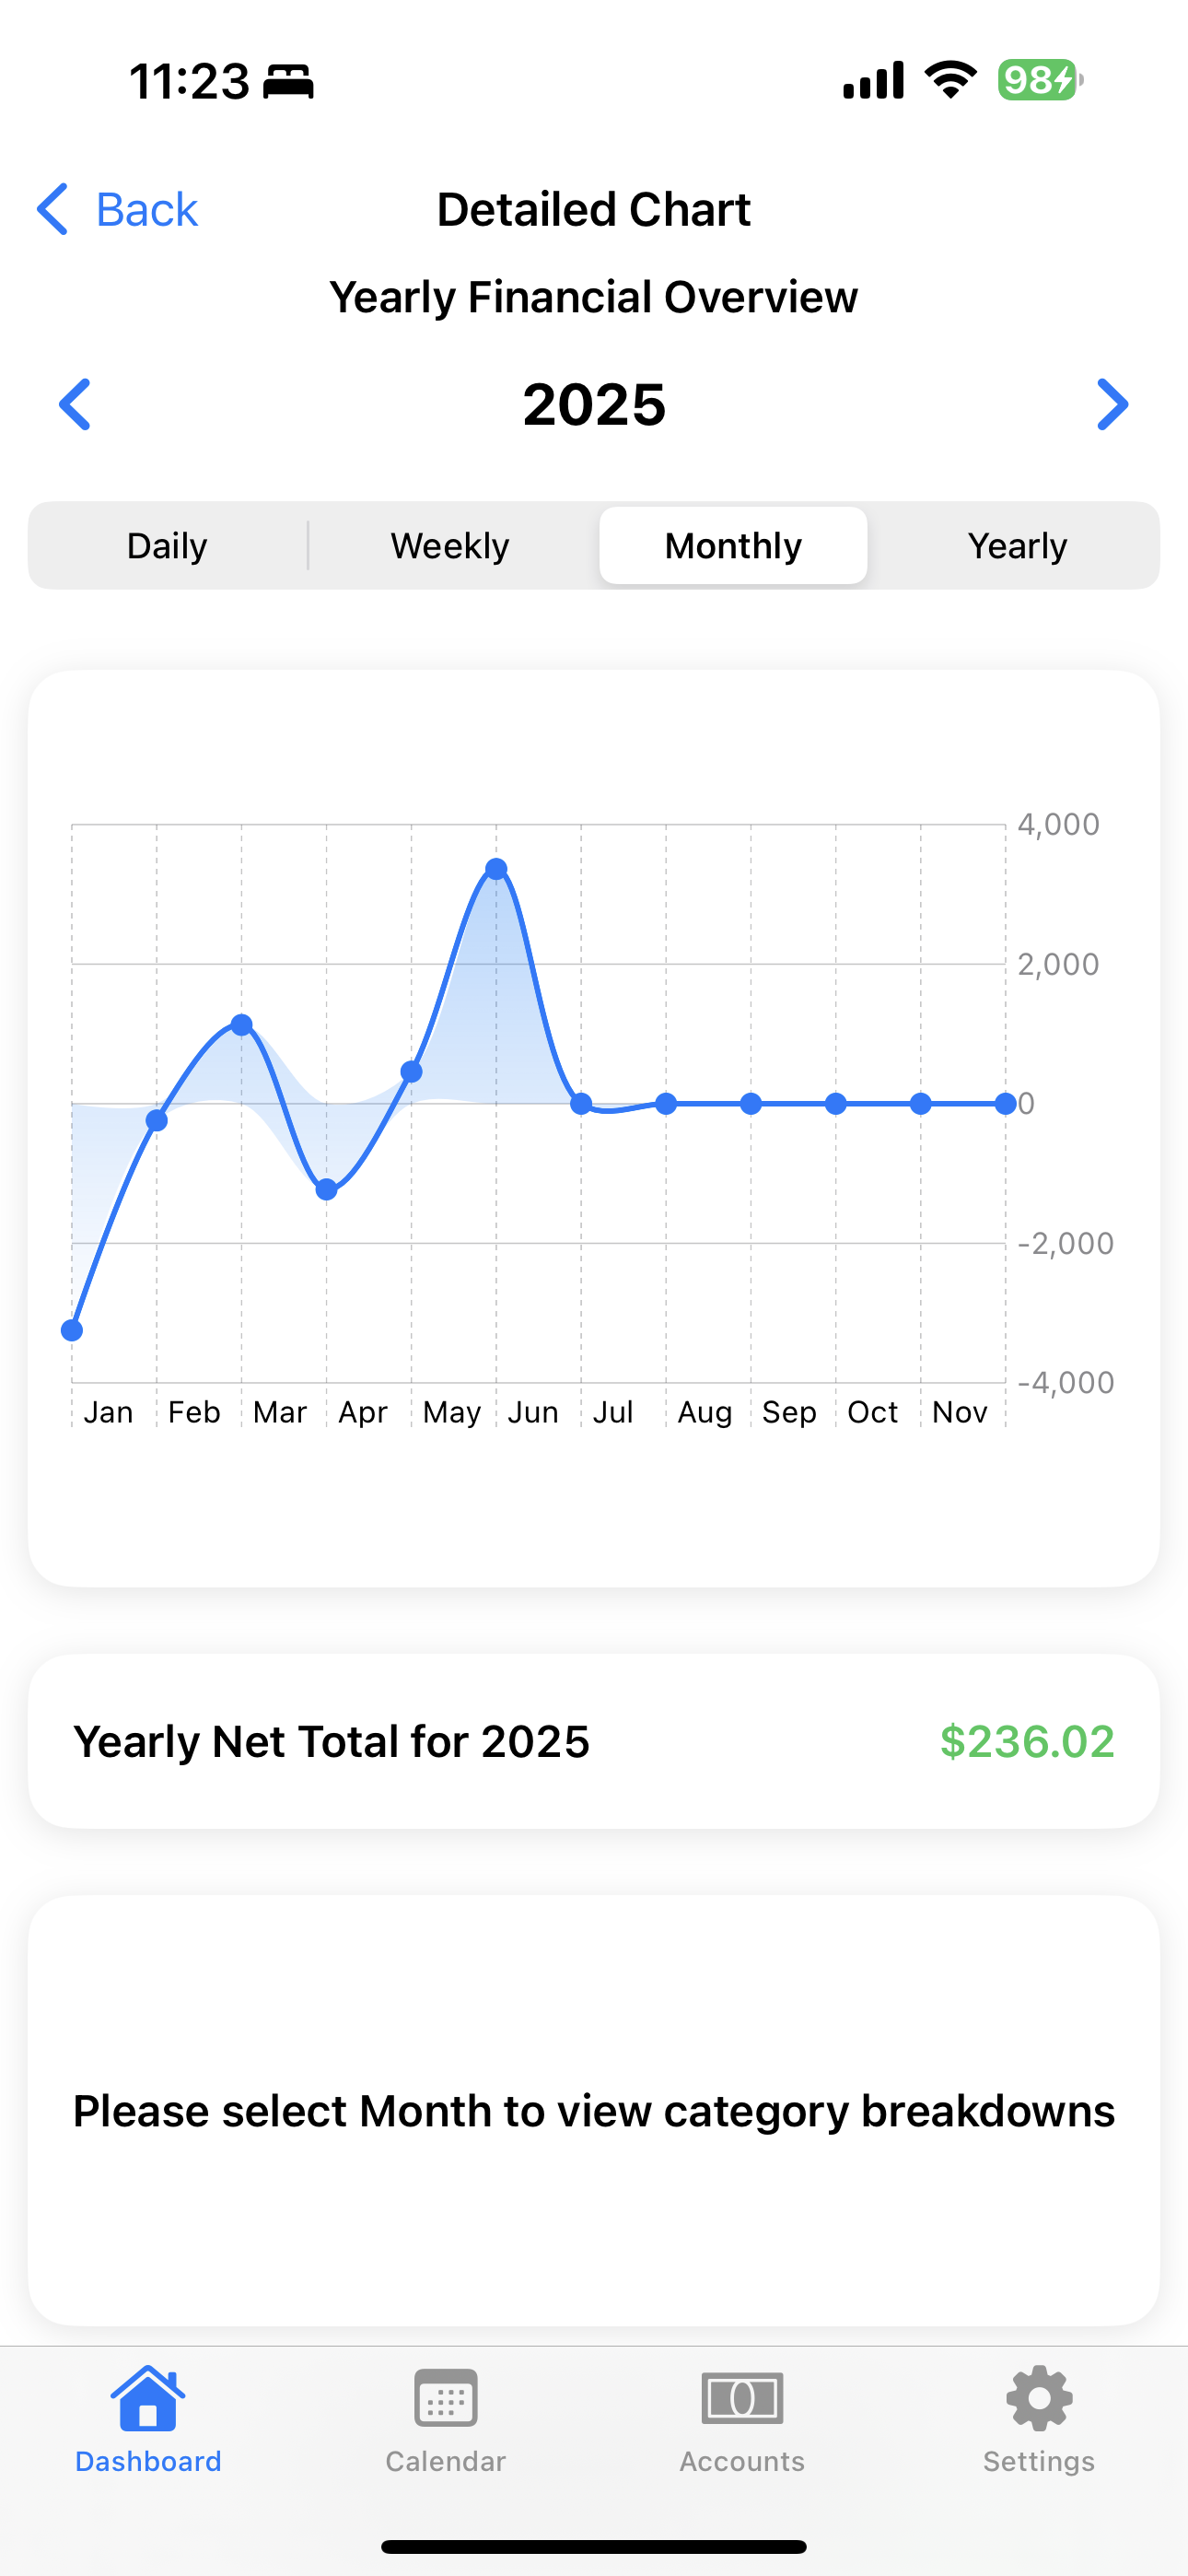 11:23
98
Back
Detailed Chart
Yearly Financial Overview
2025
Daily Weekly Monthly Yearly
4,000
2,000
0
-2,000
-4,000
Jan Feb Mar Apr May Jun Jul Aug Sep Oct Nov
Yearly Net Total for 2025 $236.02
Please select Month to view category breakdowns
Dashboard Calendar Accounts Settings